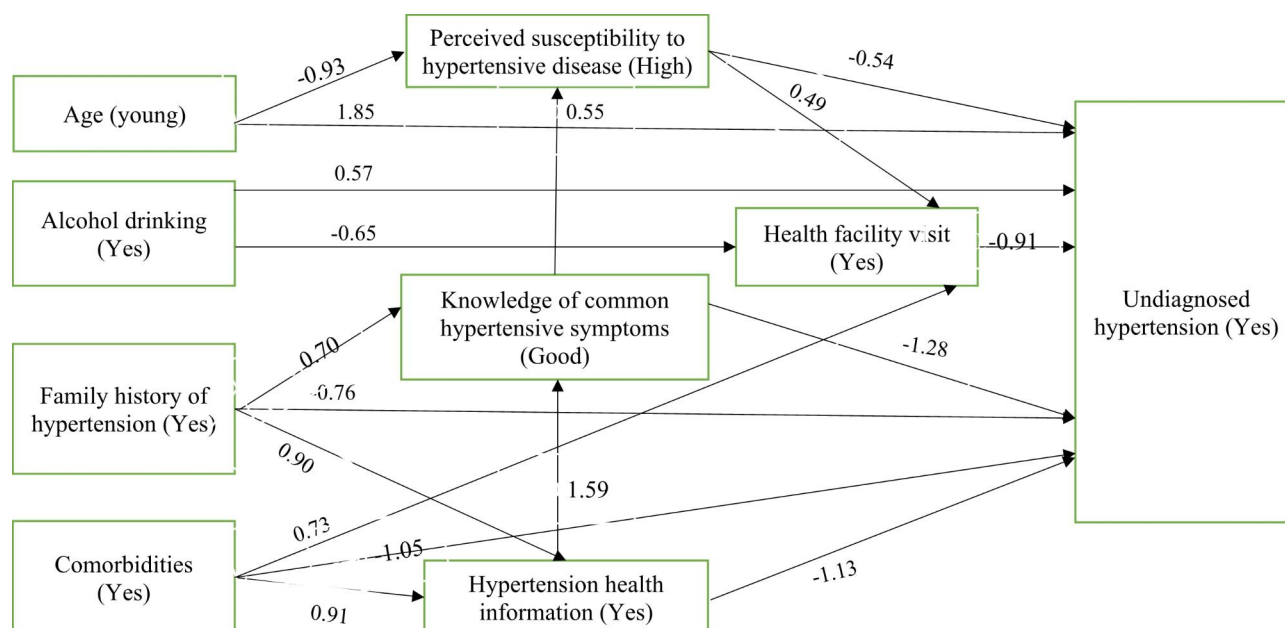 Perceived susceptibility to
hypertensive disease (High)
-0.93
-0.54
Age (young)
1.85
0.55
0.49
0.57
Alcohol drinking
(Yes)
-0.65
Health facility visit
(Yes)
-0.91
Knowledge of common
hypertensive symptoms
(Good)
Undiagnosed
hypertension (Yes)
0.70
-1.28
Family history of
hypertension (Yes)
-0.76
0.90
1.59
0.73
-1.05
Comorbidities
(Yes)
Hypertension health
information (Yes)
-1.13
0.91